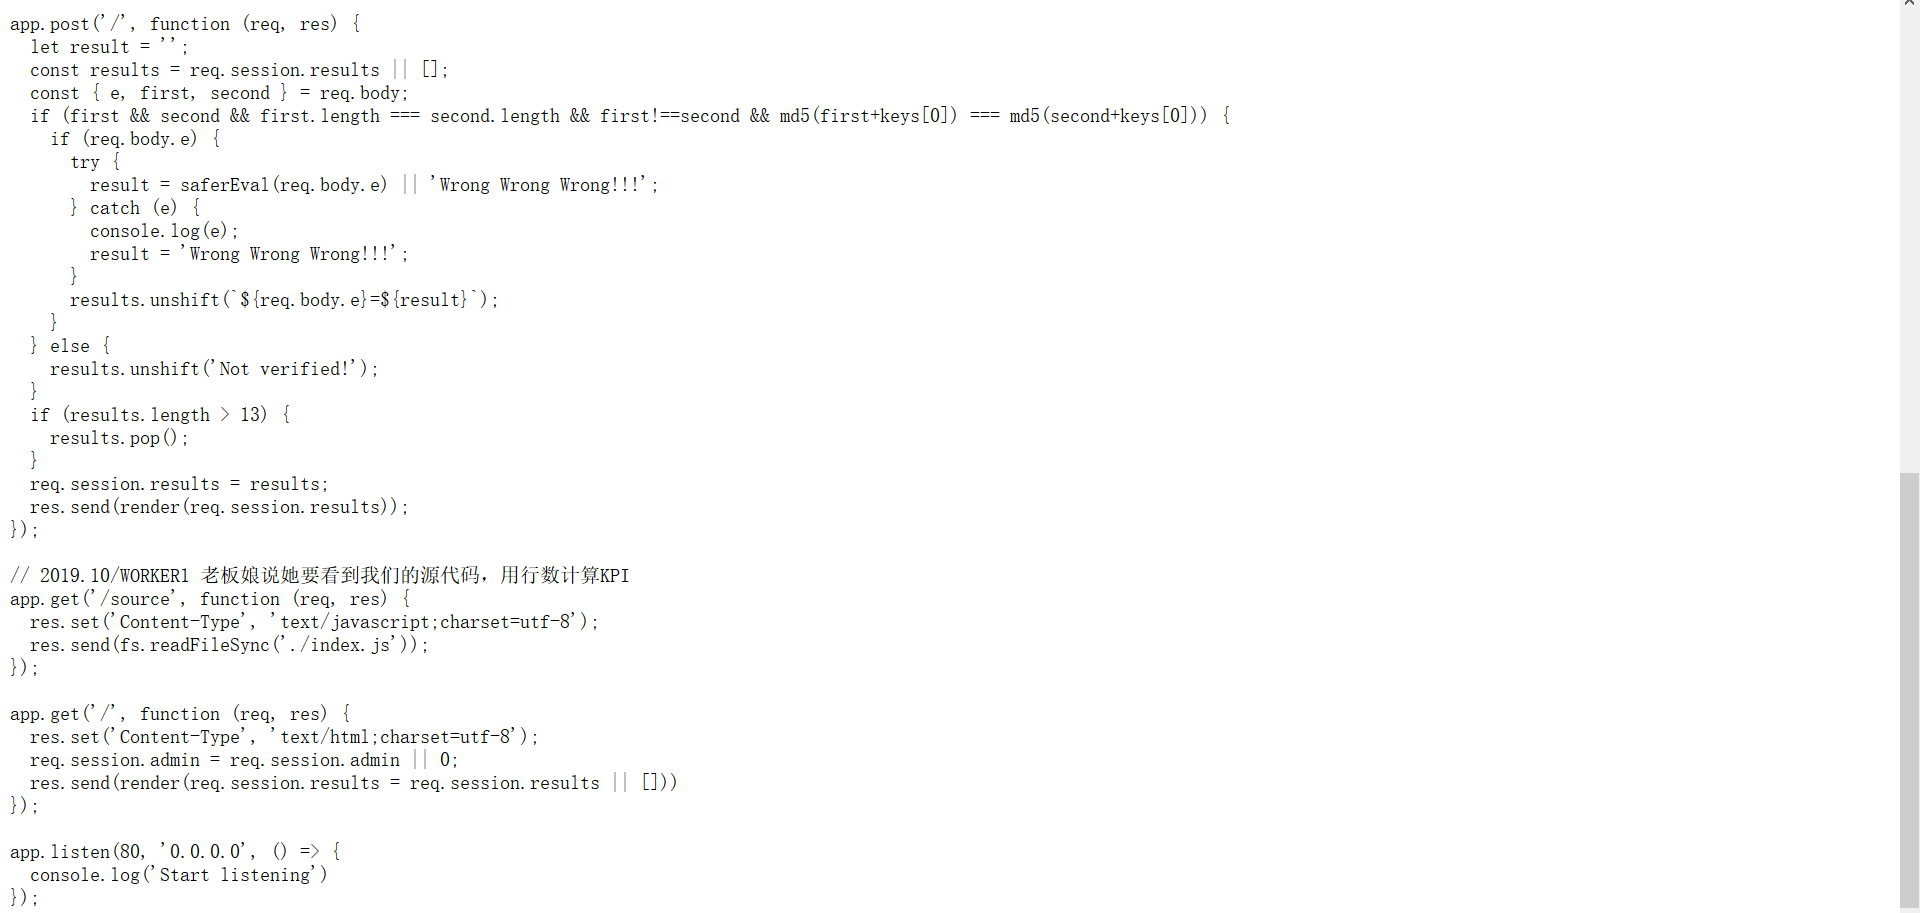 app.post('/', function (req, res) {
  let result = '';
  const results = req.session.results || [];
  const { e, first, second } = req.body;
  if (first && second && first.length === second.length && first!==second && md5(first+keys[0]) === md5(second+keys[0])) {
    if (req.body.e) {
      try {
        result = saferEval(req.body.e) || 'Wrong Wrong Wrong!!!';
      } catch (e) {
        console.log(e);
        result = 'Wrong Wrong Wrong!!!';
      }
      results.unshift(`${req.body.e}=${result}`);
    }
  } else {
    results.unshift('Not verified!');
  }
  if (results.length > 13) {
    results.pop();
  }
  req.session.results = results;
  res.send(render(req.session.results));
});

// 2019.10/WORKER1 老板娘说她要看到我们的源代码，用行数计算KPI
app.get('/source', function (req, res) {
  res.set('Content-Type', 'text/javascript;charset=utf-8');
  res.send(fs.readFileSync('./index.js'));
});

app.get('/', function (req, res) {
  res.set('Content-Type', 'text/html;charset=utf-8');
  req.session.admin = req.session.admin || 0;
  res.send(render(req.session.results = req.session.results || []))
});

app.listen(80, '0.0.0.0', () => {
  console.log('Start listening')
});